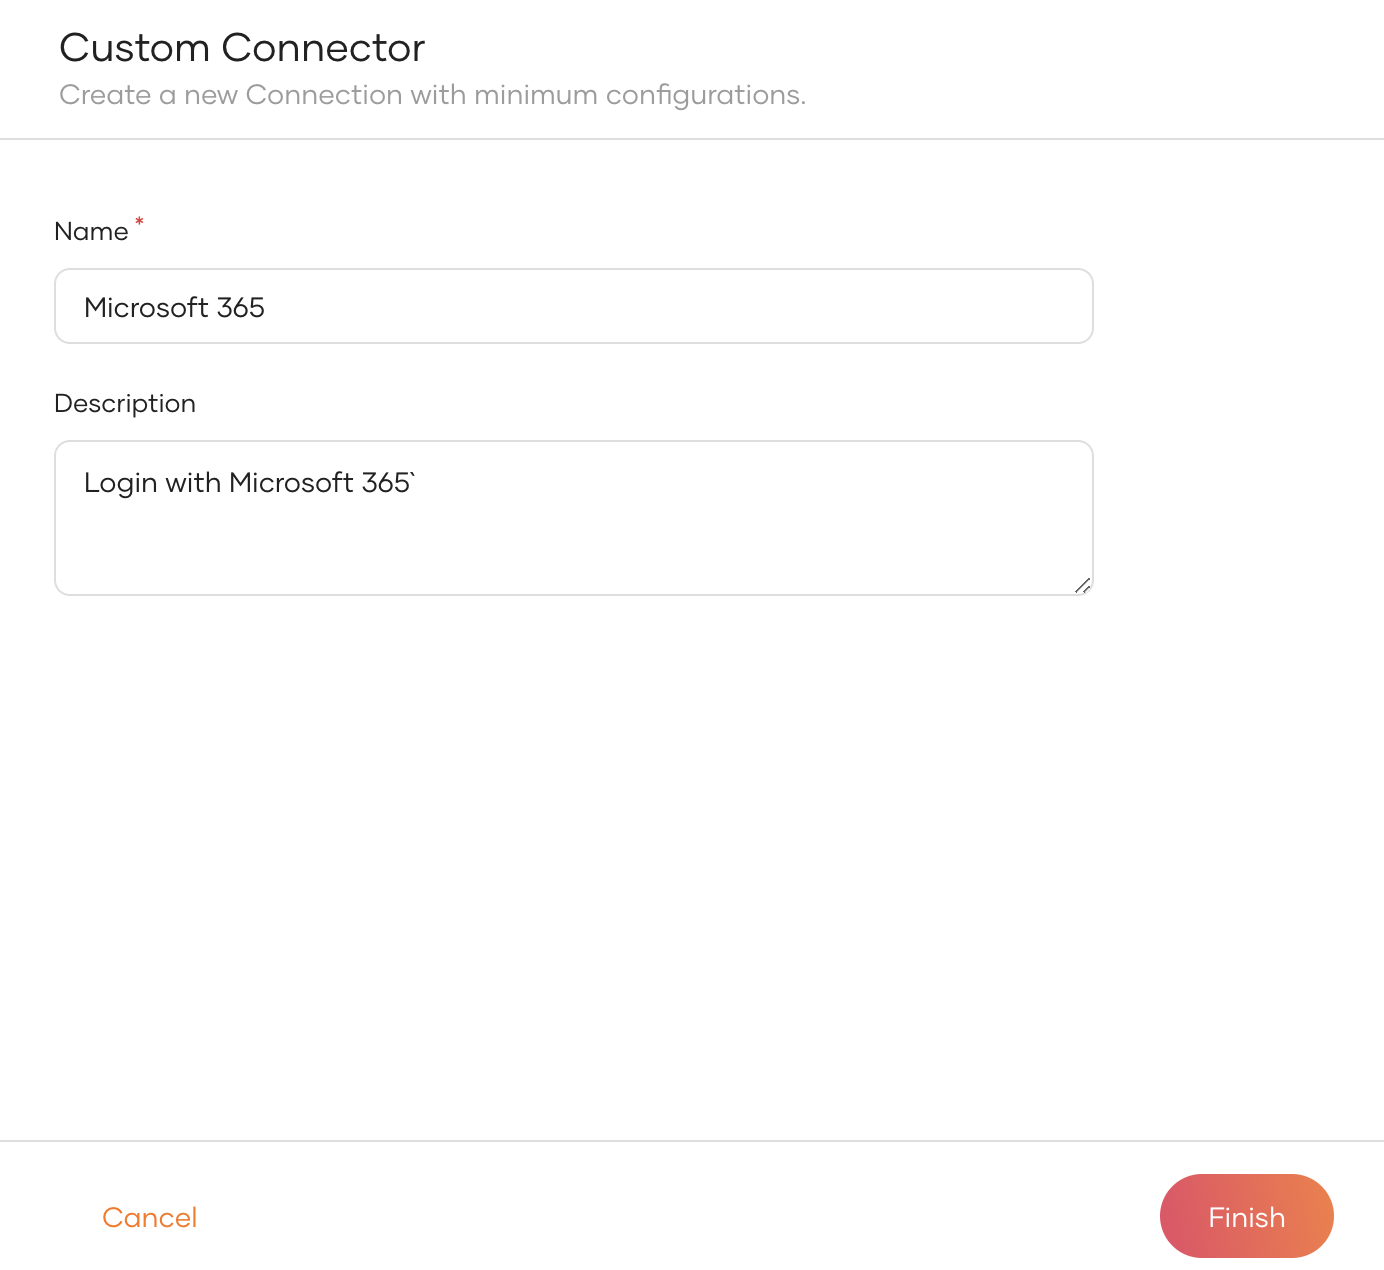 Custom Connector
Create a new Connection with minimum configurations.
Name *
Microsoft 365
Description
Login with Microsoft 365`
Cancel
Finish